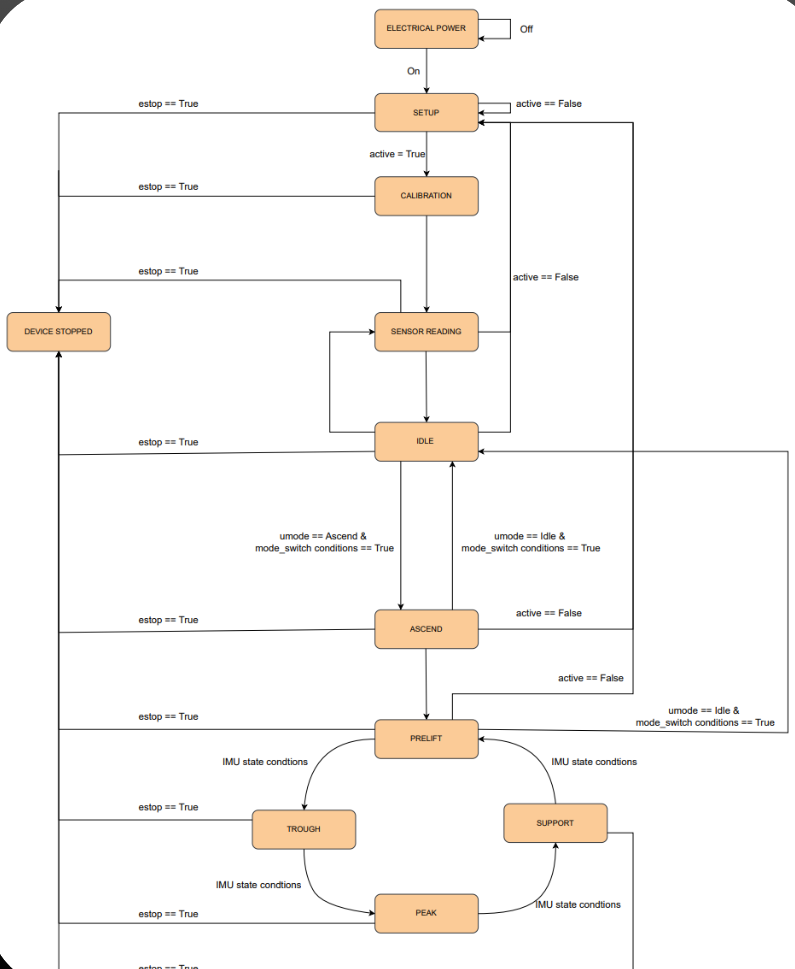 ELECTRICAL POWER
Off
On
estop == True
SETUP
active == False
active = True
estop == True
CALIBRATION
estop == True
active == False
DEVICE STOPPED
SENSOR READING
estop == True
IDLE
umode == Ascend &
mode_switch conditions == True
umode == Idle &
mode_switch conditions == True
estop == True
ASCEND
active == False
active == False
estop == True
umode == Idle &
mode_switch conditions == True
PRELIFT
IMU state condtions
IMU state condtions
estop == True
TROUGH
SUPPORT
IMU state condtions
IMU state condtions
estop == True
PEAK
estop == True